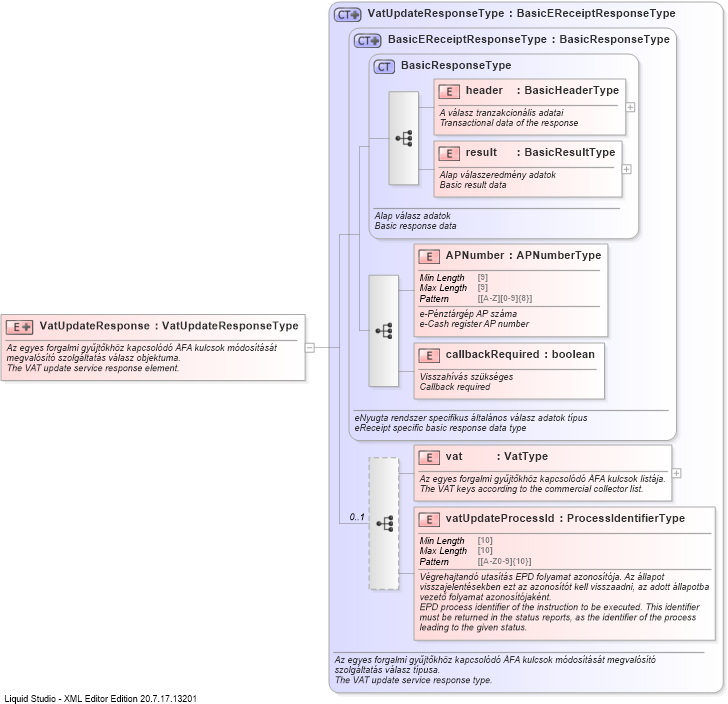 CT+ VatUpdateResponseType : BasicEReceiptResponseType
CT+ BasicEReceiptResponseType : BasicResponseType
CT BasicResponseType
E header : BasicHeaderType
A válasz tranzakcionális adatai
Transactional data of the response
E result : BasicResultType
Alap válaszeredmény adatok
Basic result data
Alap válasz adatok
Basic response data
E APNumber : APNumberType
Min Length [9]
Max Length [9]
Pattern [[A-Z][0-9]{8}]
e-Pénztárgép AP száma
e-Cash register AP number
E callbackRequired : boolean
Visszahívás szükséges
Callback required
eNyugta rendszer specifikus általános válasz adatok típus
eReceipt specific basic response data type
E+ VatUpdateResponse : VatUpdateResponseType
Az egyes forgalmi gyűjtőkhöz kapcsolódó ÁFA kulcsok módosítását
megvalósító szolgáltatás válasz objektuma.
The VAT update service response element.
0..1
E vat : VatType
Az egyes forgalmi gyűjtőkhöz kapcsolódó ÁFA kulcsok listája.
The VAT keys according to the commercial collector list.
E vatUpdateProcessId : ProcessIdentifierType
Min Length [10]
Max Length [10]
Pattern [[A-Z0-9]{10}]
Végrehajtandó utasítás EPD folyamat azonosítója. Az állapot
visszajelentésekben ezt az azonosítót kell visszaadni, az adott állapotba
vezető folyamat azonosítójaként.
EPD process identifier of the instruction to be executed. This identifier
must be returned in the status reports, as the identifier of the process
leading to the given status.
Az egyes forgalmi gyűjtőkhöz kapcsolódó ÁFA kulcsok módosítását megvalósító
szolgáltatás válasz típusa.
The VAT update service response type.
Liquid Studio - XML Editor Edition 20.7.17.13201